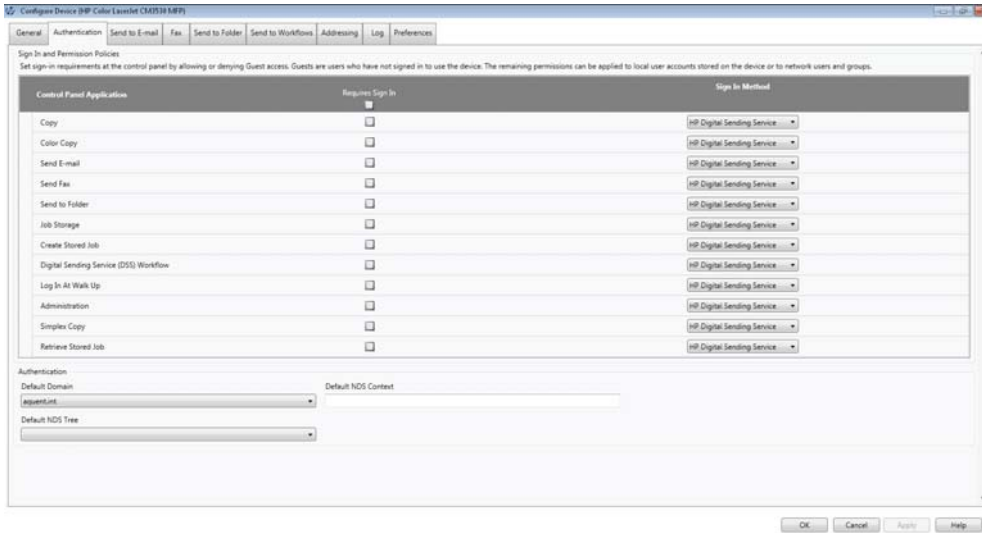 Configure Device (HP Color LaserJet CM3530 MFP)
General Authentication Send to E-mail Fax Send to Folder Send to Workflows Addressing Log Preferences
Sign In and Permission Policies
Set sign-in requirements at the control panel by allowing or denying Guest access. Guests are users who have not signed in to use the device. The remaining permissions can be applied to local user accounts stored on the device or to network users and groups.
Control Panel Application Requires Sign In Sign In Method
Copy HP Digital Sending Service
Color Copy HP Digital Sending Service
Send E-mail HP Digital Sending Service
Send Fax HP Digital Sending Service
Send to Folder HP Digital Sending Service
Job Storage HP Digital Sending Service
Create Stored Job HP Digital Sending Service
Digital Sending Service (DSS) Workflow HP Digital Sending Service
Log In At Walk Up HP Digital Sending Service
Administration HP Digital Sending Service
Simplex Copy HP Digital Sending Service
Retrieve Stored Job HP Digital Sending Service
Authentication
Default Domain Default NDS Context
aquent.int
Default NDS Tree
OK Cancel Apply Help